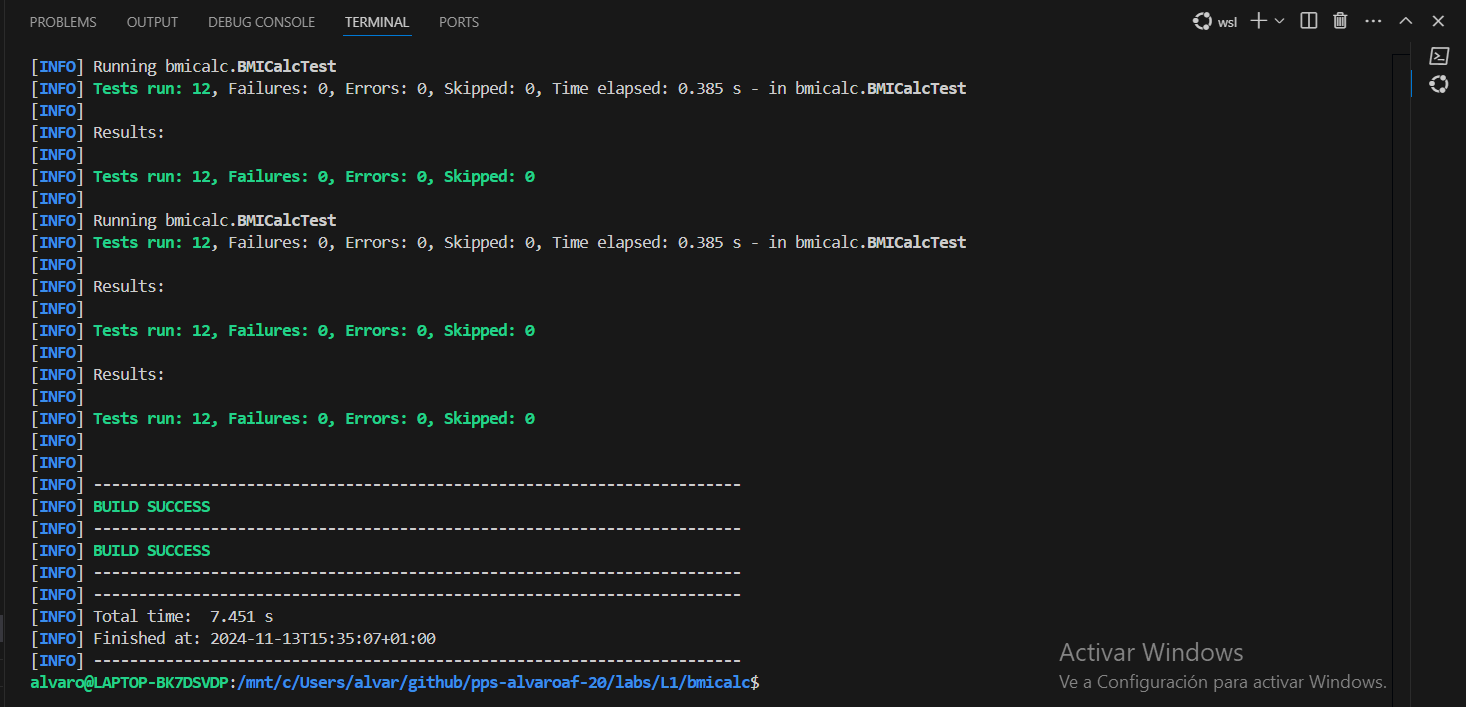 PROBLEMS OUTPUT DEBUG CONSOLE TERMINAL PORTS wsl
[INFO] Running bmicalc.BMICalcTest
[INFO] Tests run: 12, Failures: 0, Errors: 0, Skipped: 0, Time elapsed: 0.385 s - in bmicalc.BMICalcTest
[INFO]
[INFO] Results:
[INFO]
[INFO] Tests run: 12, Failures: 0, Errors: 0, Skipped: 0
[INFO]
[INFO] Running bmicalc.BMICalcTest
[INFO] Tests run: 12, Failures: 0, Errors: 0, Skipped: 0, Time elapsed: 0.385 s - in bmicalc.BMICalcTest
[INFO]
[INFO] Results:
[INFO]
[INFO] Tests run: 12, Failures: 0, Errors: 0, Skipped: 0
[INFO]
[INFO] Results:
[INFO]
[INFO] Tests run: 12, Failures: 0, Errors: 0, Skipped: 0
[INFO]
[INFO]
[INFO] ------------------------------------------------------------------------
[INFO] BUILD SUCCESS
[INFO] ------------------------------------------------------------------------
[INFO] BUILD SUCCESS
[INFO] ------------------------------------------------------------------------
[INFO] ------------------------------------------------------------------------
[INFO] Total time:  7.451 s
[INFO] Finished at: 2024-11-13T15:35:07+01:00
[INFO] ------------------------------------------------------------------------
alvaro@LAPTOP-BK7DSVDP:/mnt/c/Users/alvar/github/pps-alvaroaf-20/labs/L1/bmicalc$
Activar Windows
Ve a Configuración para activar Windows.